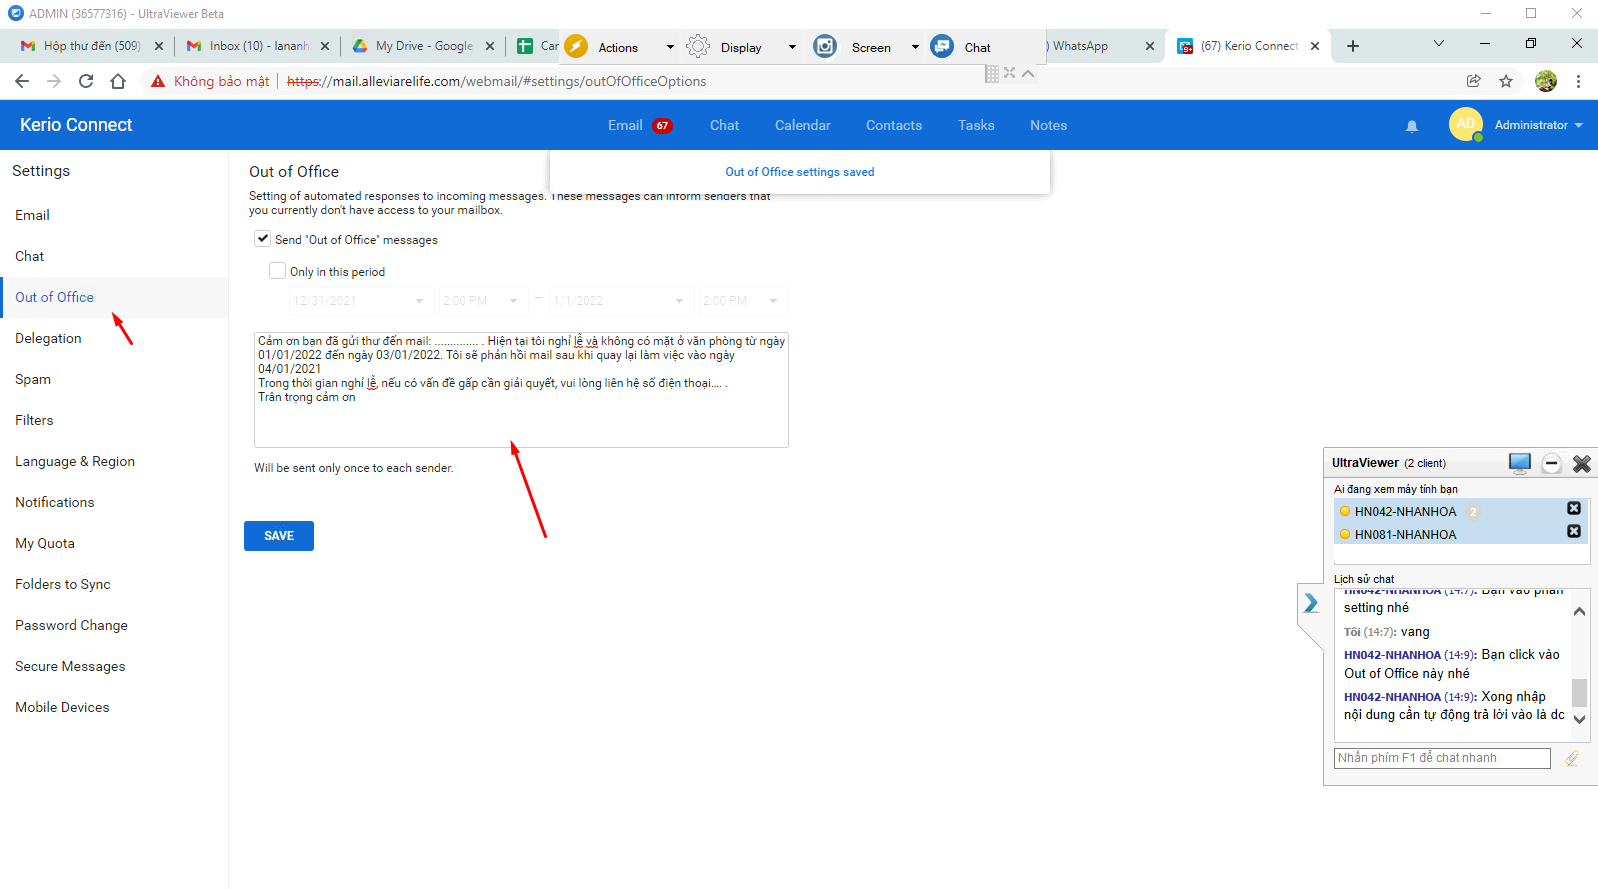 ADMIN (36577316) - UltraViewer Beta
Hộp thư đến (509)
Inbox (10) - lananh
My Drive - Google
Car
Actions
Display
Screen
Chat
) WhatsApp
(67) Kerio Connect
Không bảo mật
https://mail.alleviarelife.com/webmail/#settings/outOfOfficeOptions
Kerio Connect
Email 67
Chat
Calendar
Contacts
Tasks
Notes
AD
Administrator
Settings
Email
Chat
Out of Office
Delegation
Spam
Filters
Language & Region
Notifications
My Quota
Folders to Sync
Password Change
Secure Messages
Mobile Devices
Out of Office
Out of Office settings saved
Setting of automated responses to incoming messages. These messages can inform senders that
you currently don't have access to your mailbox.
Send "Out of Office" messages
Only in this period
12/31/2021
2:00 PM
–
1/1/2022
2:00 PM
Cảm ơn bạn đã gửi thư đến mail: .............. . Hiện tại tôi nghỉ lễ và không có mặt ở văn phòng từ ngày
01/01/2022 đến ngày 03/01/2022. Tôi sẽ phản hồi mail sau khi quay lại làm việc vào ngày
04/01/2021
Trong thời gian nghỉ lễ, nếu có vấn đề gấp cần giải quyết, vui lòng liên hệ số điện thoại.... .
Trân trọng cảm ơn
Will be sent only once to each sender.
SAVE
UltraViewer (2 client)
Ai đang xem máy tính bạn
HN042-NHANHOA 2
HN081-NHANHOA
Lịch sử chat
HN042-NHANHOA (14:7): Bạn vào phần
setting nhé
Tôi (14:7): vang
HN042-NHANHOA (14:9): Bạn click vào
Out of Office này nhé
HN042-NHANHOA (14:9): Xong nhập
nội dung cần tự động trả lời vào là dc
Nhấn phím F1 để chat nhanh